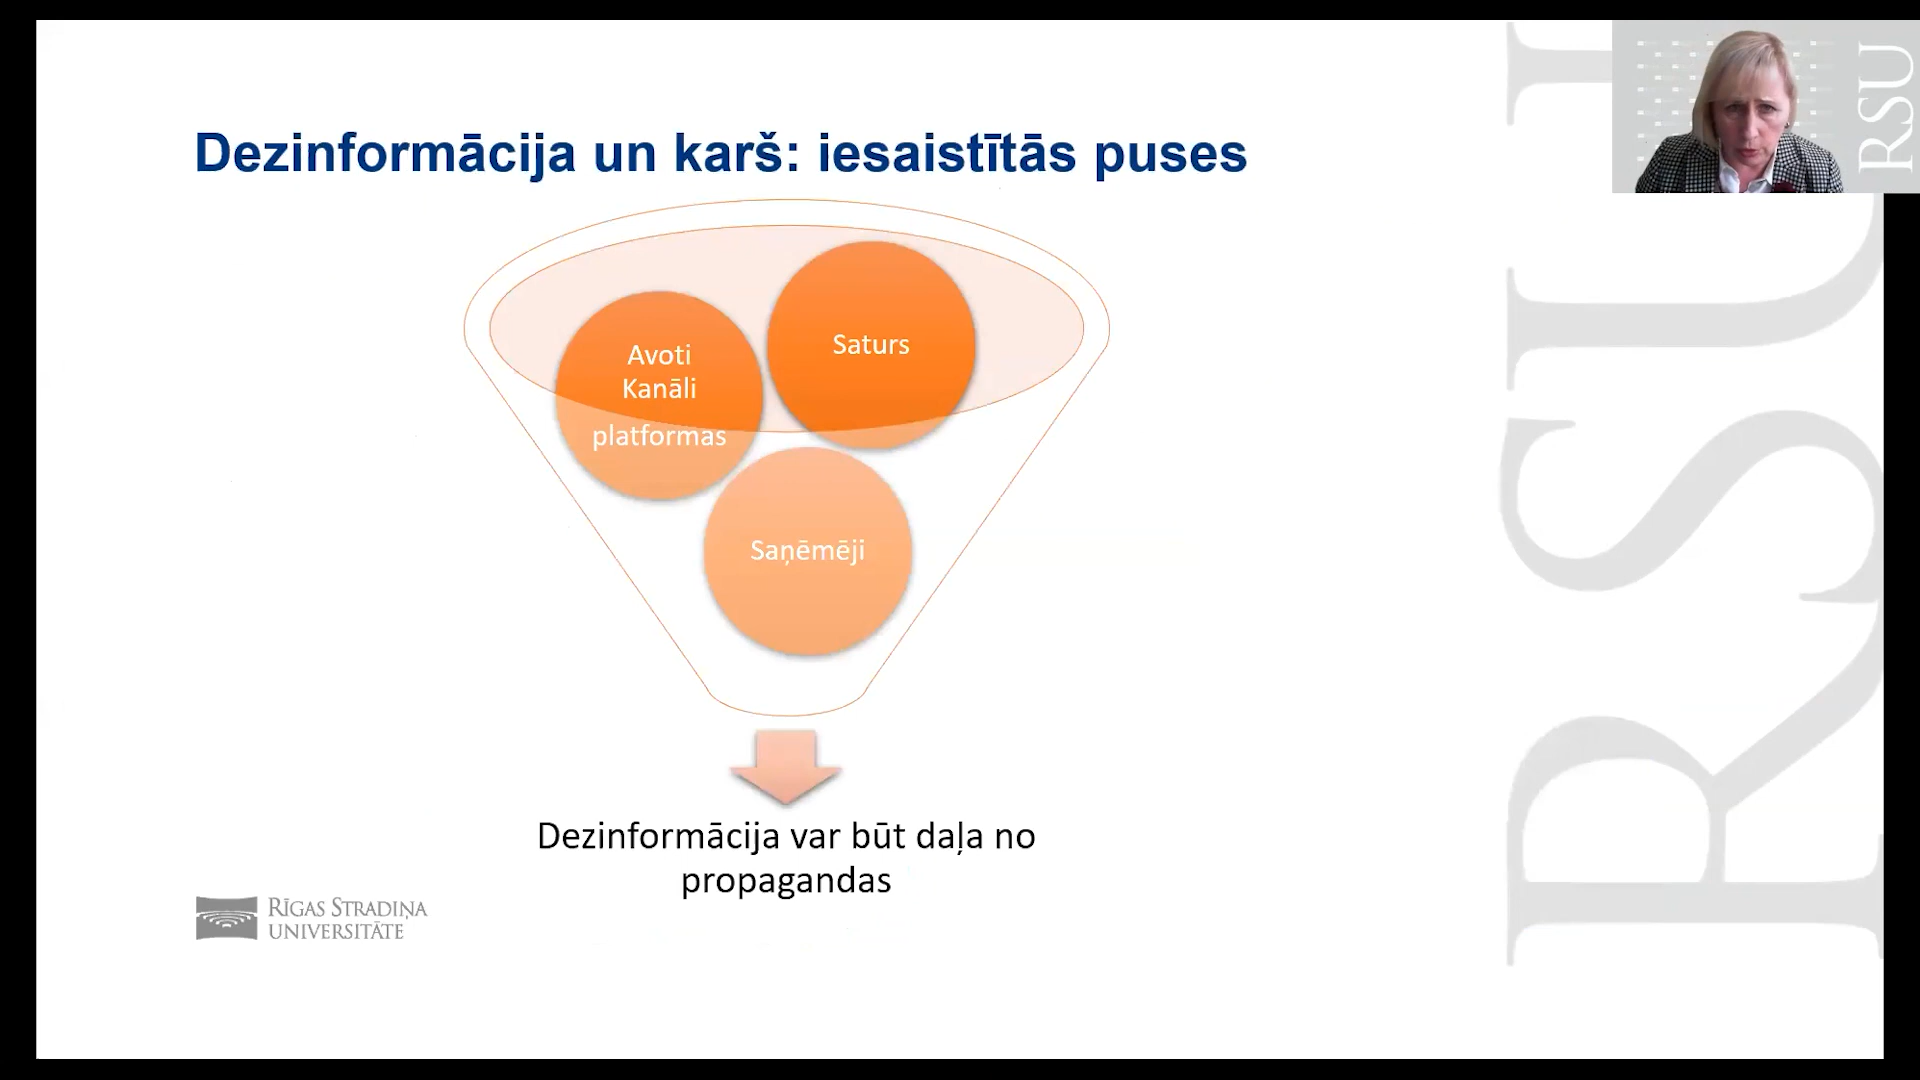 Dezinformācija un karš: iesaistītās puses
Avoti
Kanāli
platformas
Saturs
Saņēmēji
Dezinformācija var būt daļa no
propagandas
RĪGAS STRADIŅA
UNIVERSITĀTE
RSU
RSU